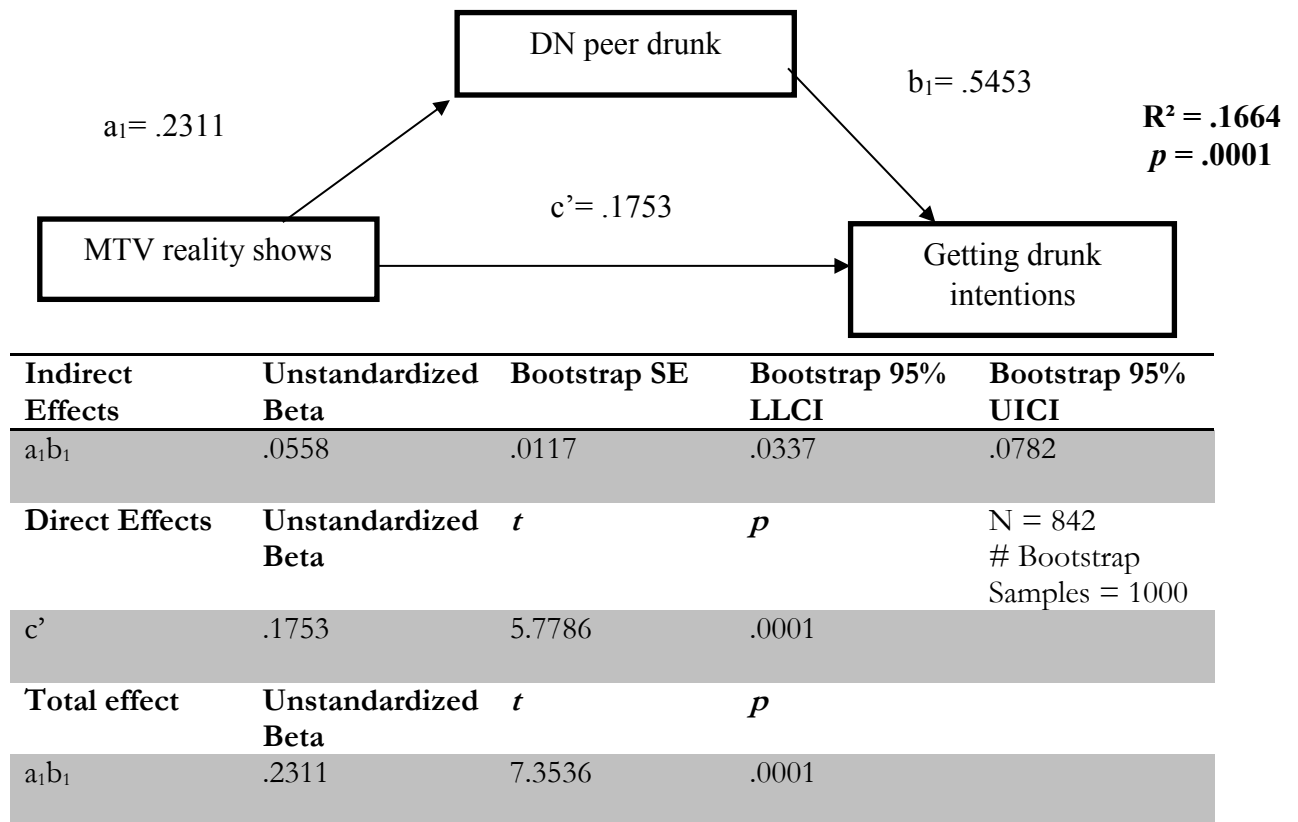 DN peer drunk
b₁= .5453
R² = .1664
p = .0001
a₁= .2311
c’= .1753
MTV reality shows
Getting drunk
intentions
Indirect Effects Unstandardized Beta Bootstrap SE Bootstrap 95% LLCI Bootstrap 95% UICI
a₁b₁ .0558 .0117 .0337 .0782
Direct Effects Unstandardized Beta t p N = 842 # Bootstrap Samples = 1000
c’ .1753 5.7786 .0001
Total effect Unstandardized Beta t p
a₁b₁ .2311 7.3536 .0001